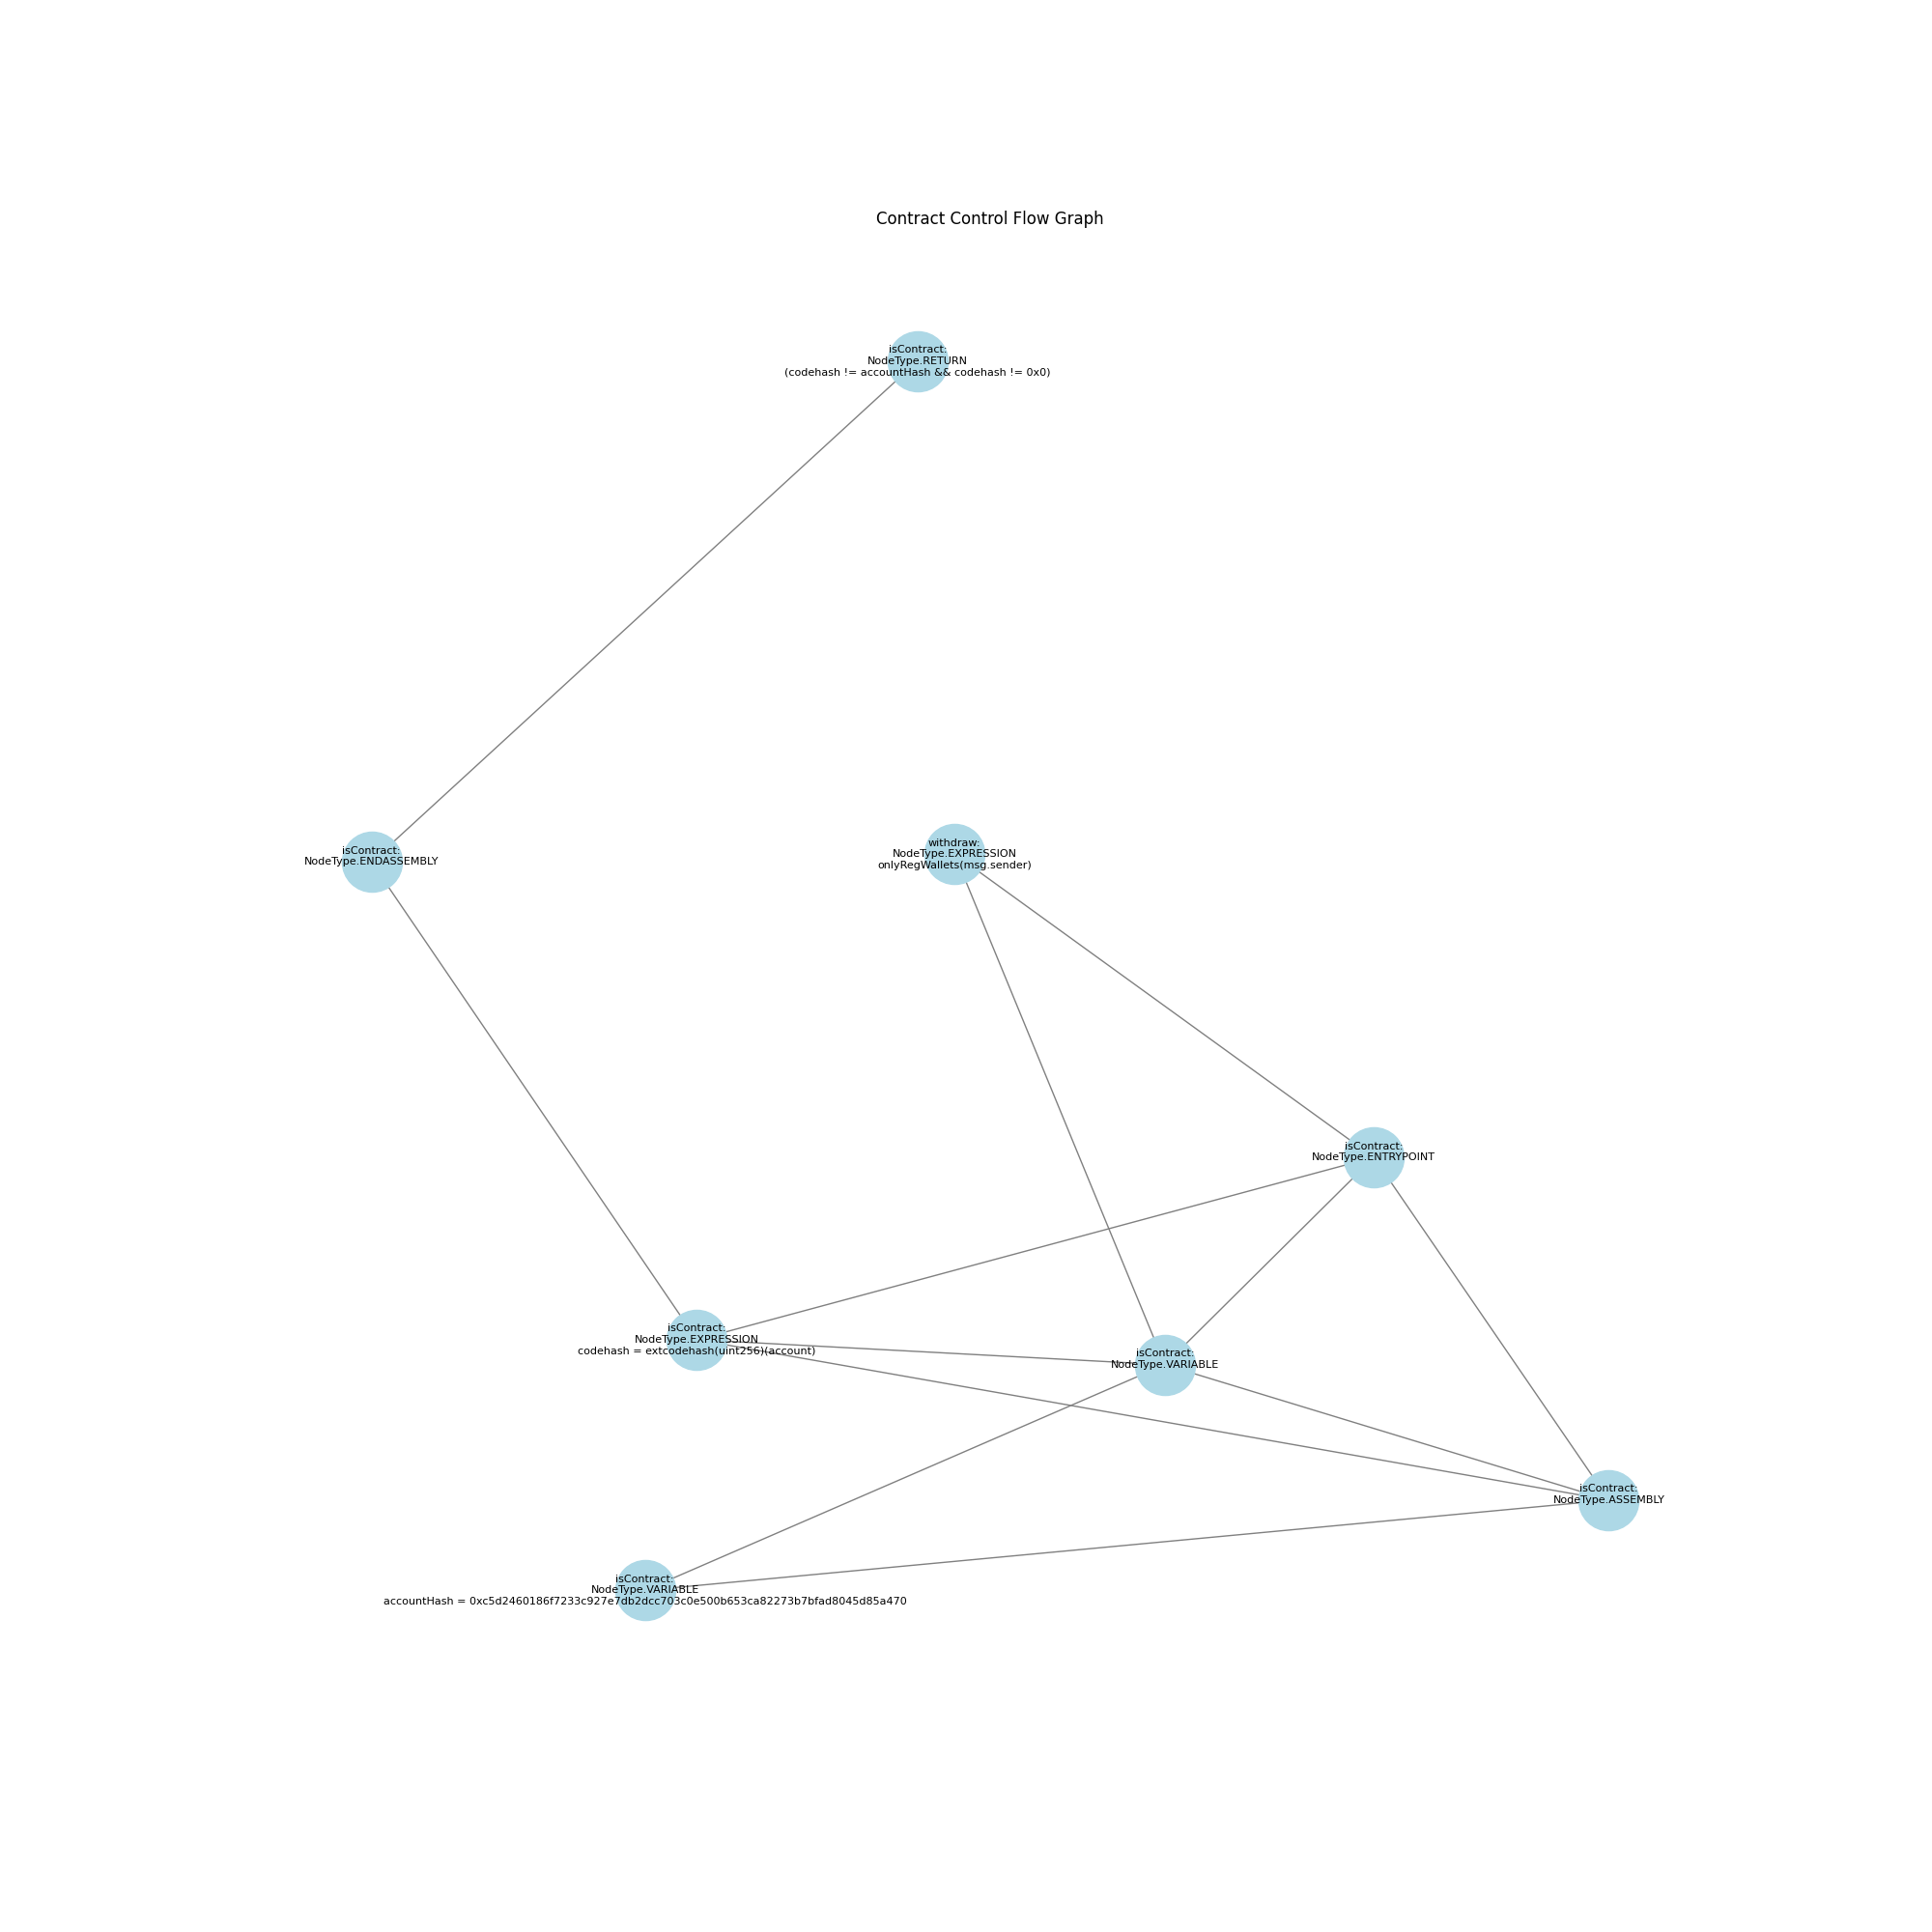 Contract Control Flow Graph
isContract:
NodeType.RETURN
(codehash != accountHash && codehash != 0x0)
isContract:
NodeType.ENDASSEMBLY
withdraw:
NodeType.EXPRESSION
onlyRegWallets(msg.sender)
isContract:
NodeType.ENTRYPOINT
isContract:
NodeType.EXPRESSION
codehash = extcodehash(uint256)(account)
isContract:
NodeType.VARIABLE
isContract:
NodeType.ASSEMBLY
isContract:
NodeType.VARIABLE
accountHash = 0xc5d2460186f7233c927e7db2dcc703c0e500b653ca82273b7bfad8045d85a470